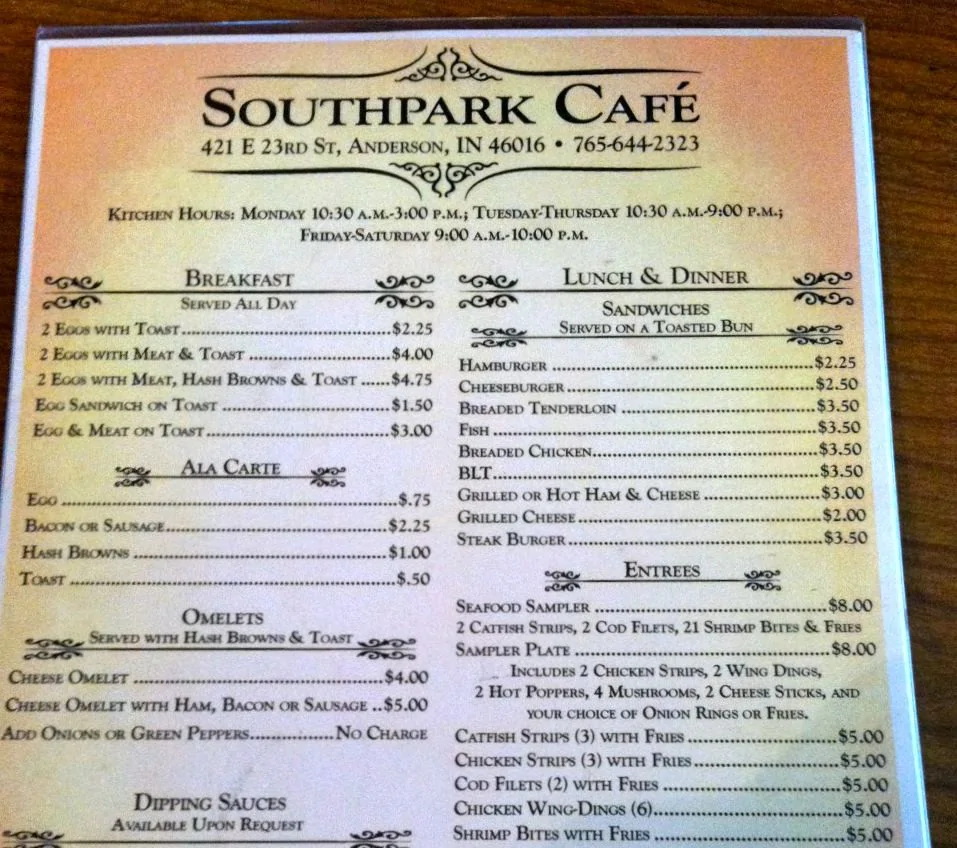 Southpark Café
421 E 23rd St, Anderson, IN 46016 • 765-644-2323
Kitchen Hours: Monday 10:30 a.m.-3:00 p.m.; Tuesday-Thursday 10:30 a.m.-9:00 p.m.;
Friday-Saturday 9:00 a.m.-10:00 p.m.
Breakfast
Served All Day
2 Eggs with Toast $2.25
2 Eggs with Meat & Toast $4.00
2 Eggs with Meat, Hash Browns & Toast $4.75
Egg Sandwich on Toast $1.50
Egg & Meat on Toast $3.00
Ala Carte
Egg $.75
Bacon or Sausage $2.25
Hash Browns $1.00
Toast $.50
Omelets
Served with Hash Browns & Toast
Cheese Omelet $4.00
Cheese Omelet with Ham, Bacon or Sausage $5.00
Add Onions or Green Peppers No Charge
Dipping Sauces
Available Upon Request
Lunch & Dinner
Sandwiches
Served on a Toasted Bun
Hamburger $2.25
Cheeseburger $2.50
Breaded Tenderloin $3.50
Fish $3.50
Breaded Chicken $3.50
BLT $3.50
Grilled or Hot Ham & Cheese $3.00
Grilled Cheese $2.00
Steak Burger $3.50
Entrees
Seafood Sampler $8.00
2 Catfish Strips, 2 Cod Filets, 21 Shrimp Bites & Fries
Sampler Plate $8.00
Includes 2 Chicken Strips, 2 Wing Dings,
2 Hot Poppers, 4 Mushrooms, 2 Cheese Sticks, and
your choice of Onion Rings or Fries.
Catfish Strips (3) with Fries $5.00
Chicken Strips (3) with Fries $5.00
Cod Filets (2) with Fries $5.00
Chicken Wing-Dings (6) $5.00
Shrimp Bites with Fries $5.00